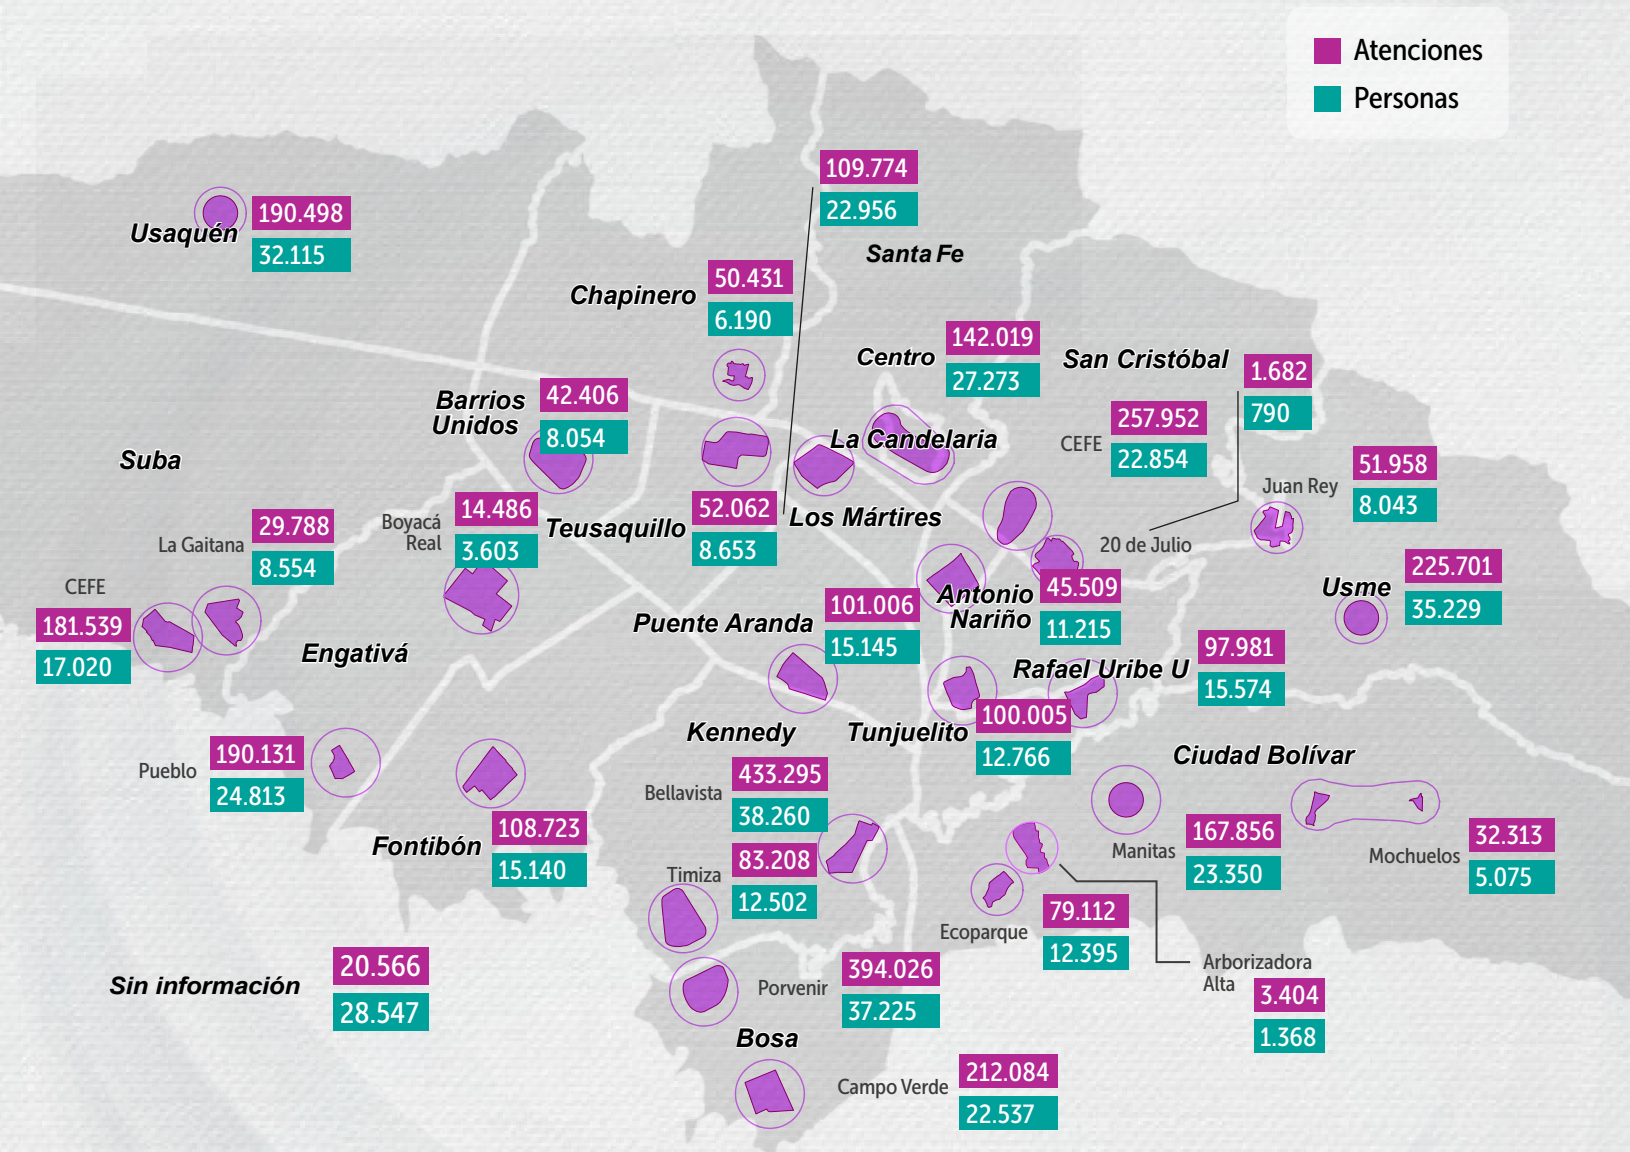 Atenciones
Personas
109.774
22.956
Santa Fe
190.498
Usaquén
32.115
Chapinero
50.431
6.190
Centro
142.019
27.273
San Cristóbal
1.682
790
CEFE
257.952
22.854
Barrios
Unidos
42.406
8.054
La Candelaria
Suba
Juan Rey
51.958
8.043
La Gaitana
29.788
8.554
Boyacá
Real
14.486
3.603
Teusaquillo
52.062
8.653
Los Mártires
20 de Julio
CEFE
181.539
17.020
Usme
225.701
35.229
Antonio
Nariño
45.509
11.215
Puente Aranda
101.006
15.145
Engativá
Rafael Uribe U
97.981
15.574
Tunjuelito
100.005
12.766
Kennedy
Bellavista
433.295
38.260
Timiza
83.208
12.502
Pueblo
190.131
24.813
Fontibón
108.723
15.140
Ciudad Bolívar
Manitas
167.856
23.350
Mochuelos
32.313
5.075
Ecoparque
79.112
12.395
Arborizadora
Alta
3.404
1.368
Sin información
20.566
28.547
Porvenir
394.026
37.225
Bosa
Campo Verde
212.084
22.537